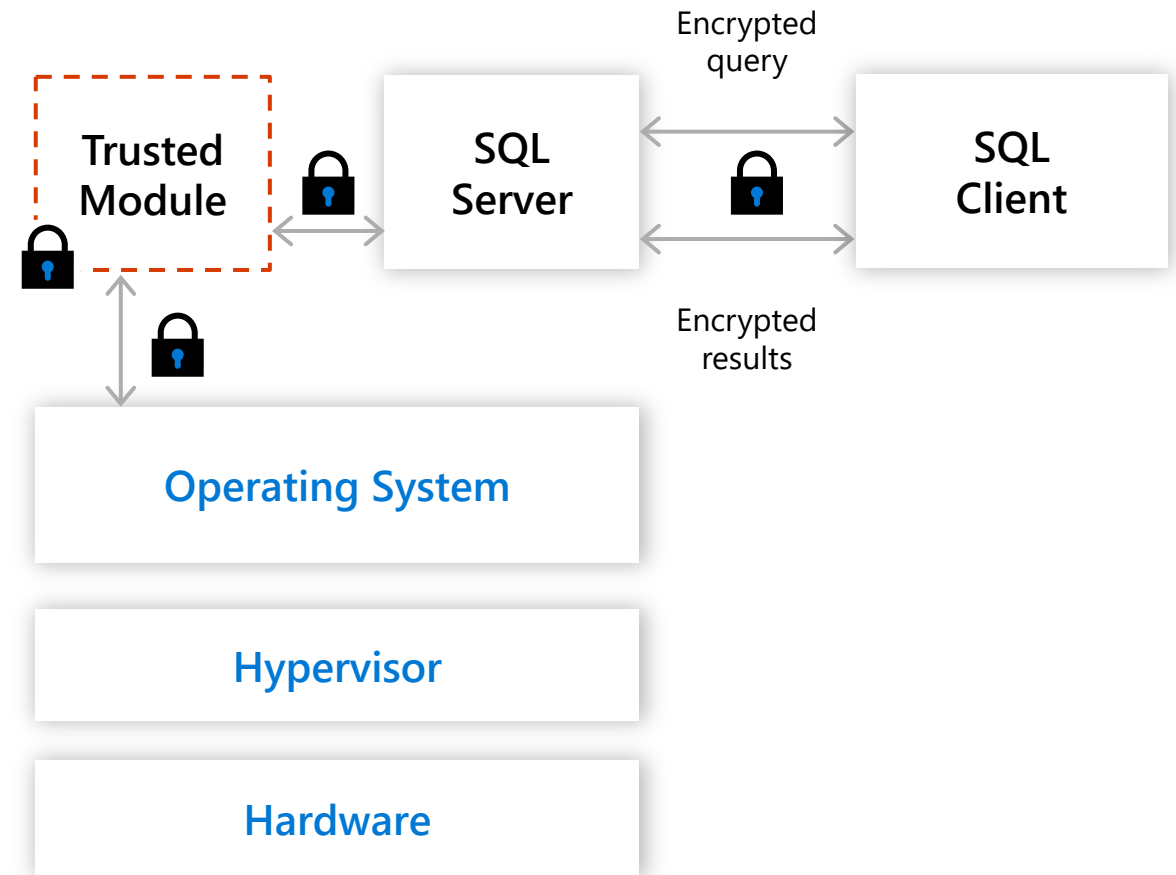 Encrypted
query
Trusted
Module
SQL
Server
SQL
Client
Encrypted
results
Operating System
Hypervisor
Hardware